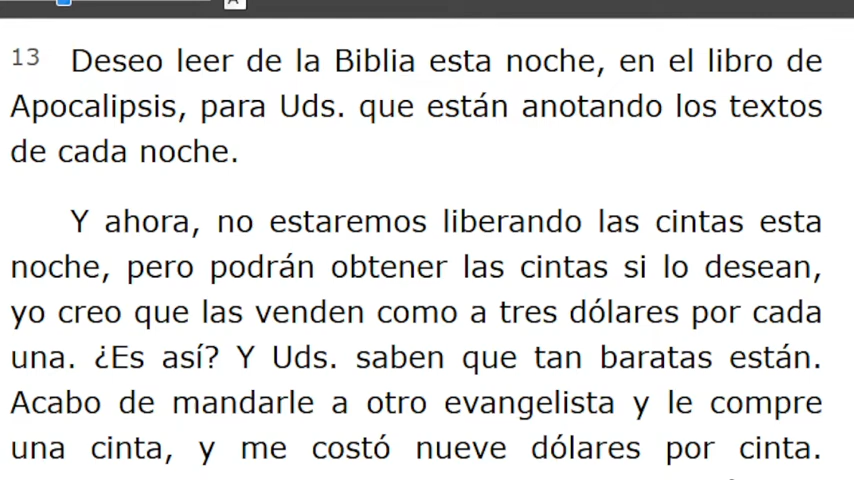 13 Deseo leer de la Biblia esta noche, en el libro de
Apocalipsis, para Uds. que están anotando los textos
de cada noche.
Y ahora, no estaremos liberando las cintas esta
noche, pero podrán obtener las cintas si lo desean,
yo creo que las venden como a tres dólares por cada
una. ¿Es así? Y Uds. saben que tan baratas están.
Acabo de mandarle a otro evangelista y le compre
una cinta, y me costó nueve dólares por cinta.